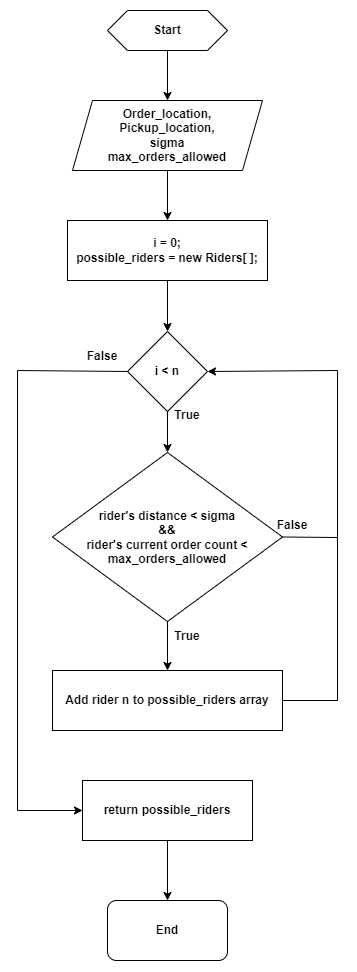 Start
Order_location,
Pickup_location,
sigma
max_orders_allowed
i = 0;
possible_riders = new Riders[ ];
False
i < n
True
rider's distance < sigma
&&
rider's current order count <
max_orders_allowed
False
True
Add rider n to possible_riders array
return possible_riders
End